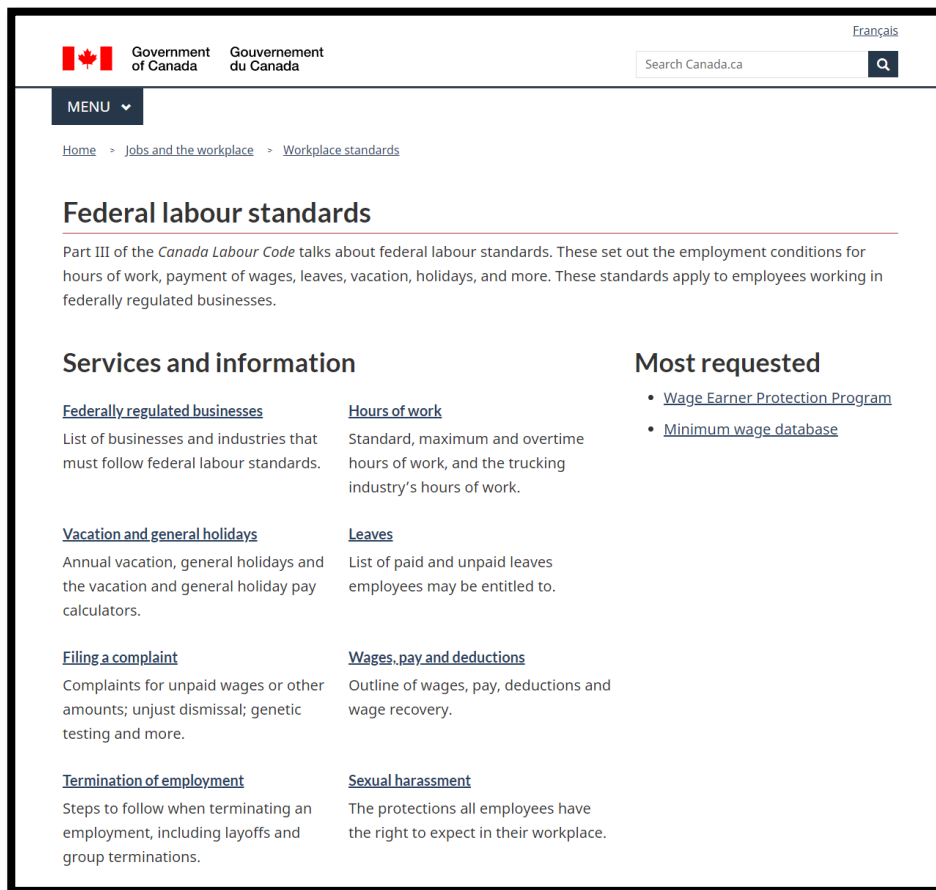 Français
Government of Canada
Gouvernement du Canada
Search Canada.ca
MENU
Home > Jobs and the workplace > Workplace standards
Federal labour standards
Part III of the Canada Labour Code talks about federal labour standards. These set out the employment conditions for
hours of work, payment of wages, leaves, vacation, holidays, and more. These standards apply to employees working in
federally regulated businesses.
Services and information
Federally regulated businesses
List of businesses and industries that
must follow federal labour standards.
Hours of work
Standard, maximum and overtime
hours of work, and the trucking
industry's hours of work.
Vacation and general holidays
Annual vacation, general holidays and
the vacation and general holiday pay
calculators.
Leaves
List of paid and unpaid leaves
employees may be entitled to.
Filing a complaint
Complaints for unpaid wages or other
amounts; unjust dismissal; genetic
testing and more.
Wages, pay and deductions
Outline of wages, pay, deductions and
wage recovery.
Termination of employment
Steps to follow when terminating an
employment, including layoffs and
group terminations.
Sexual harassment
The protections all employees have
the right to expect in their workplace.
Most requested
• Wage Earner Protection Program
• Minimum wage database